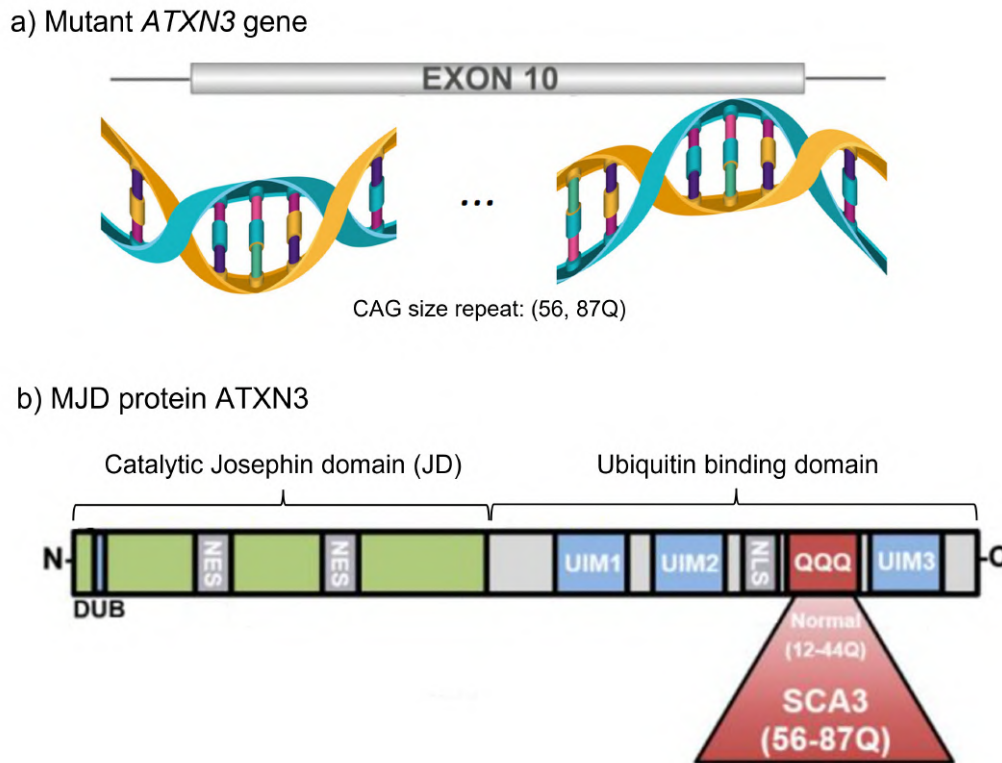 a) Mutant ATXN3 gene
EXON 10
...
CAG size repeat: (56, 87Q)
b) MJD protein ATXN3
Catalytic Josephin domain (JD)
Ubiquitin binding domain
N
NES
NES
UIM1
UIM2
NLS
QQQ
UIM3
C
DUB
Normal
(12-44Q)
SCA3
(56-87Q)